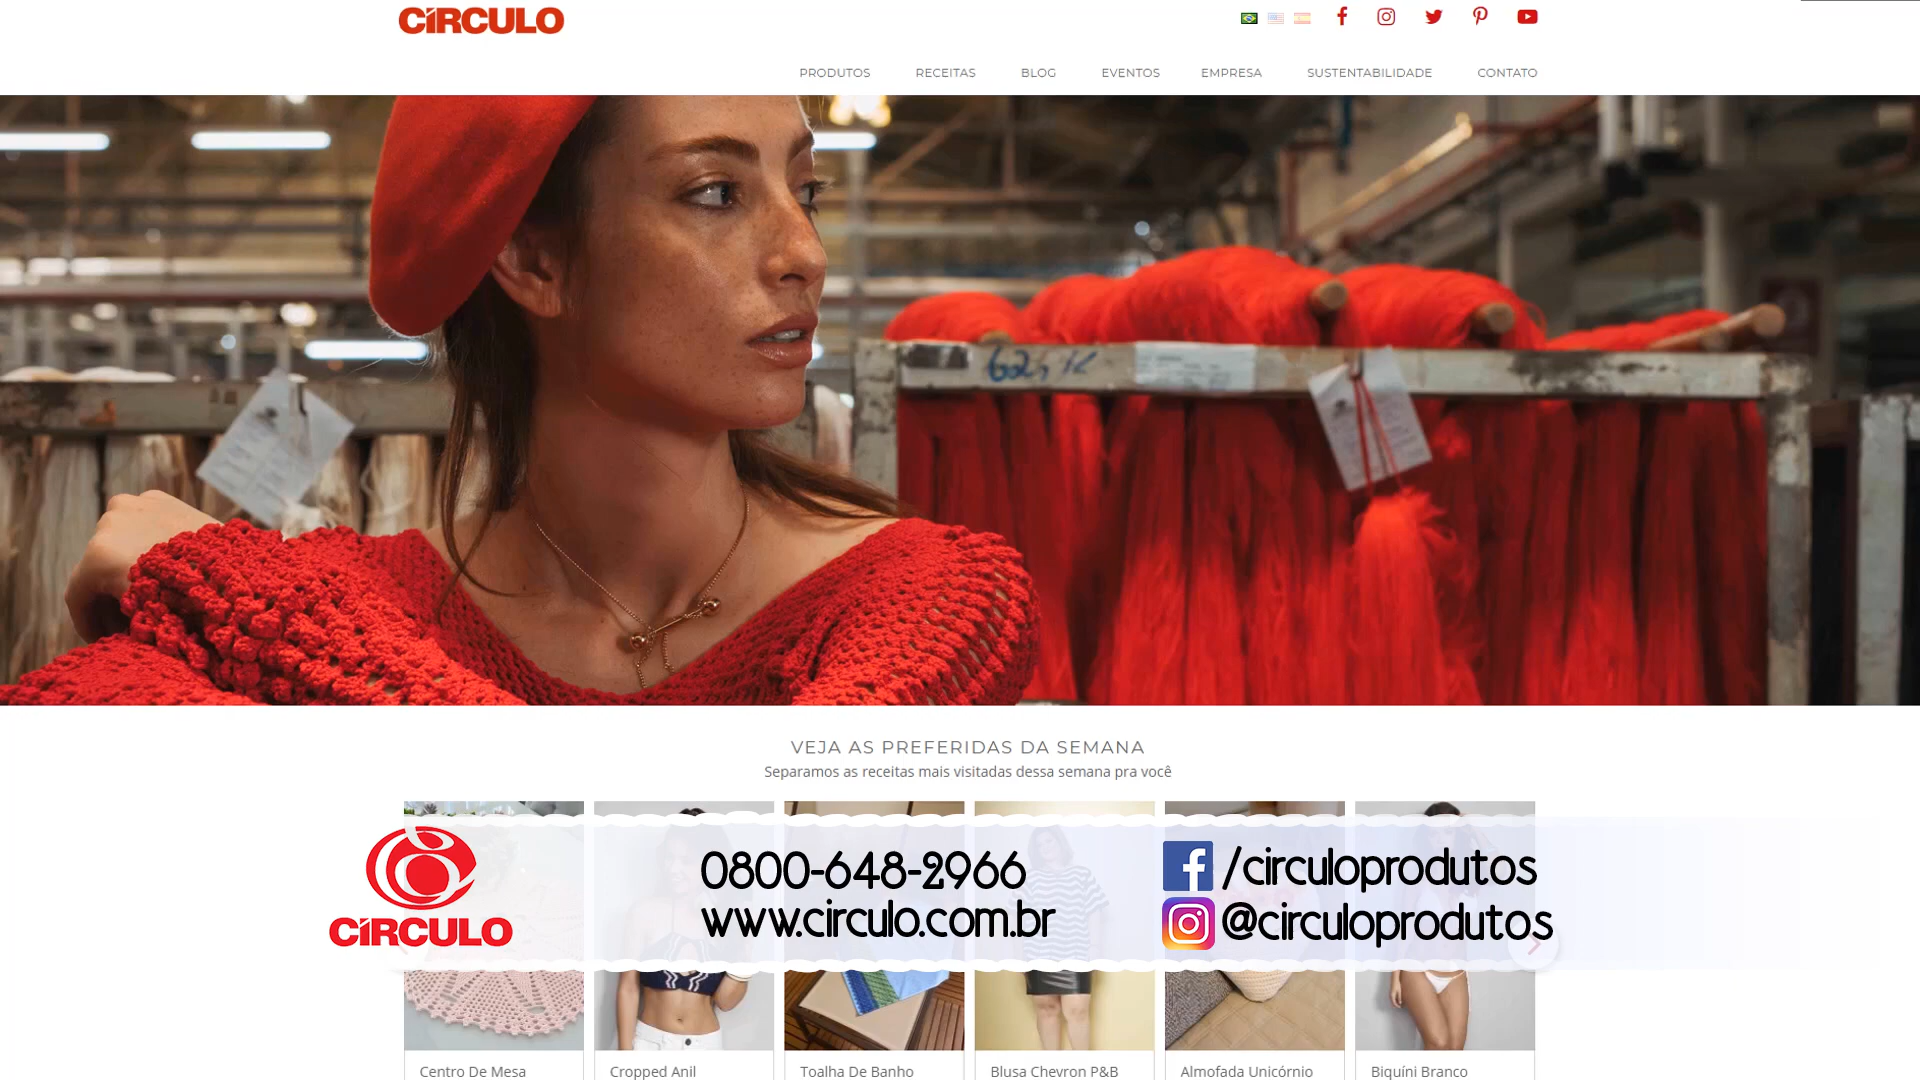 CÍRCULO
PRODUTOS RECEITAS BLOG EVENTOS EMPRESA SUSTENTABILIDADE CONTATO
VEJA AS PREFERIDAS DA SEMANA
Separamos as receitas mais visitadas dessa semana pra você
CÍRCULO
0800-648-2966
www.circulo.com.br
/circuloprodutos
@circuloprodutos
Centro De Mesa
Cropped Anil
Toalha De Banho
Blusa Chevron P&B
Almofada Unicórnio
Biquíni Branco